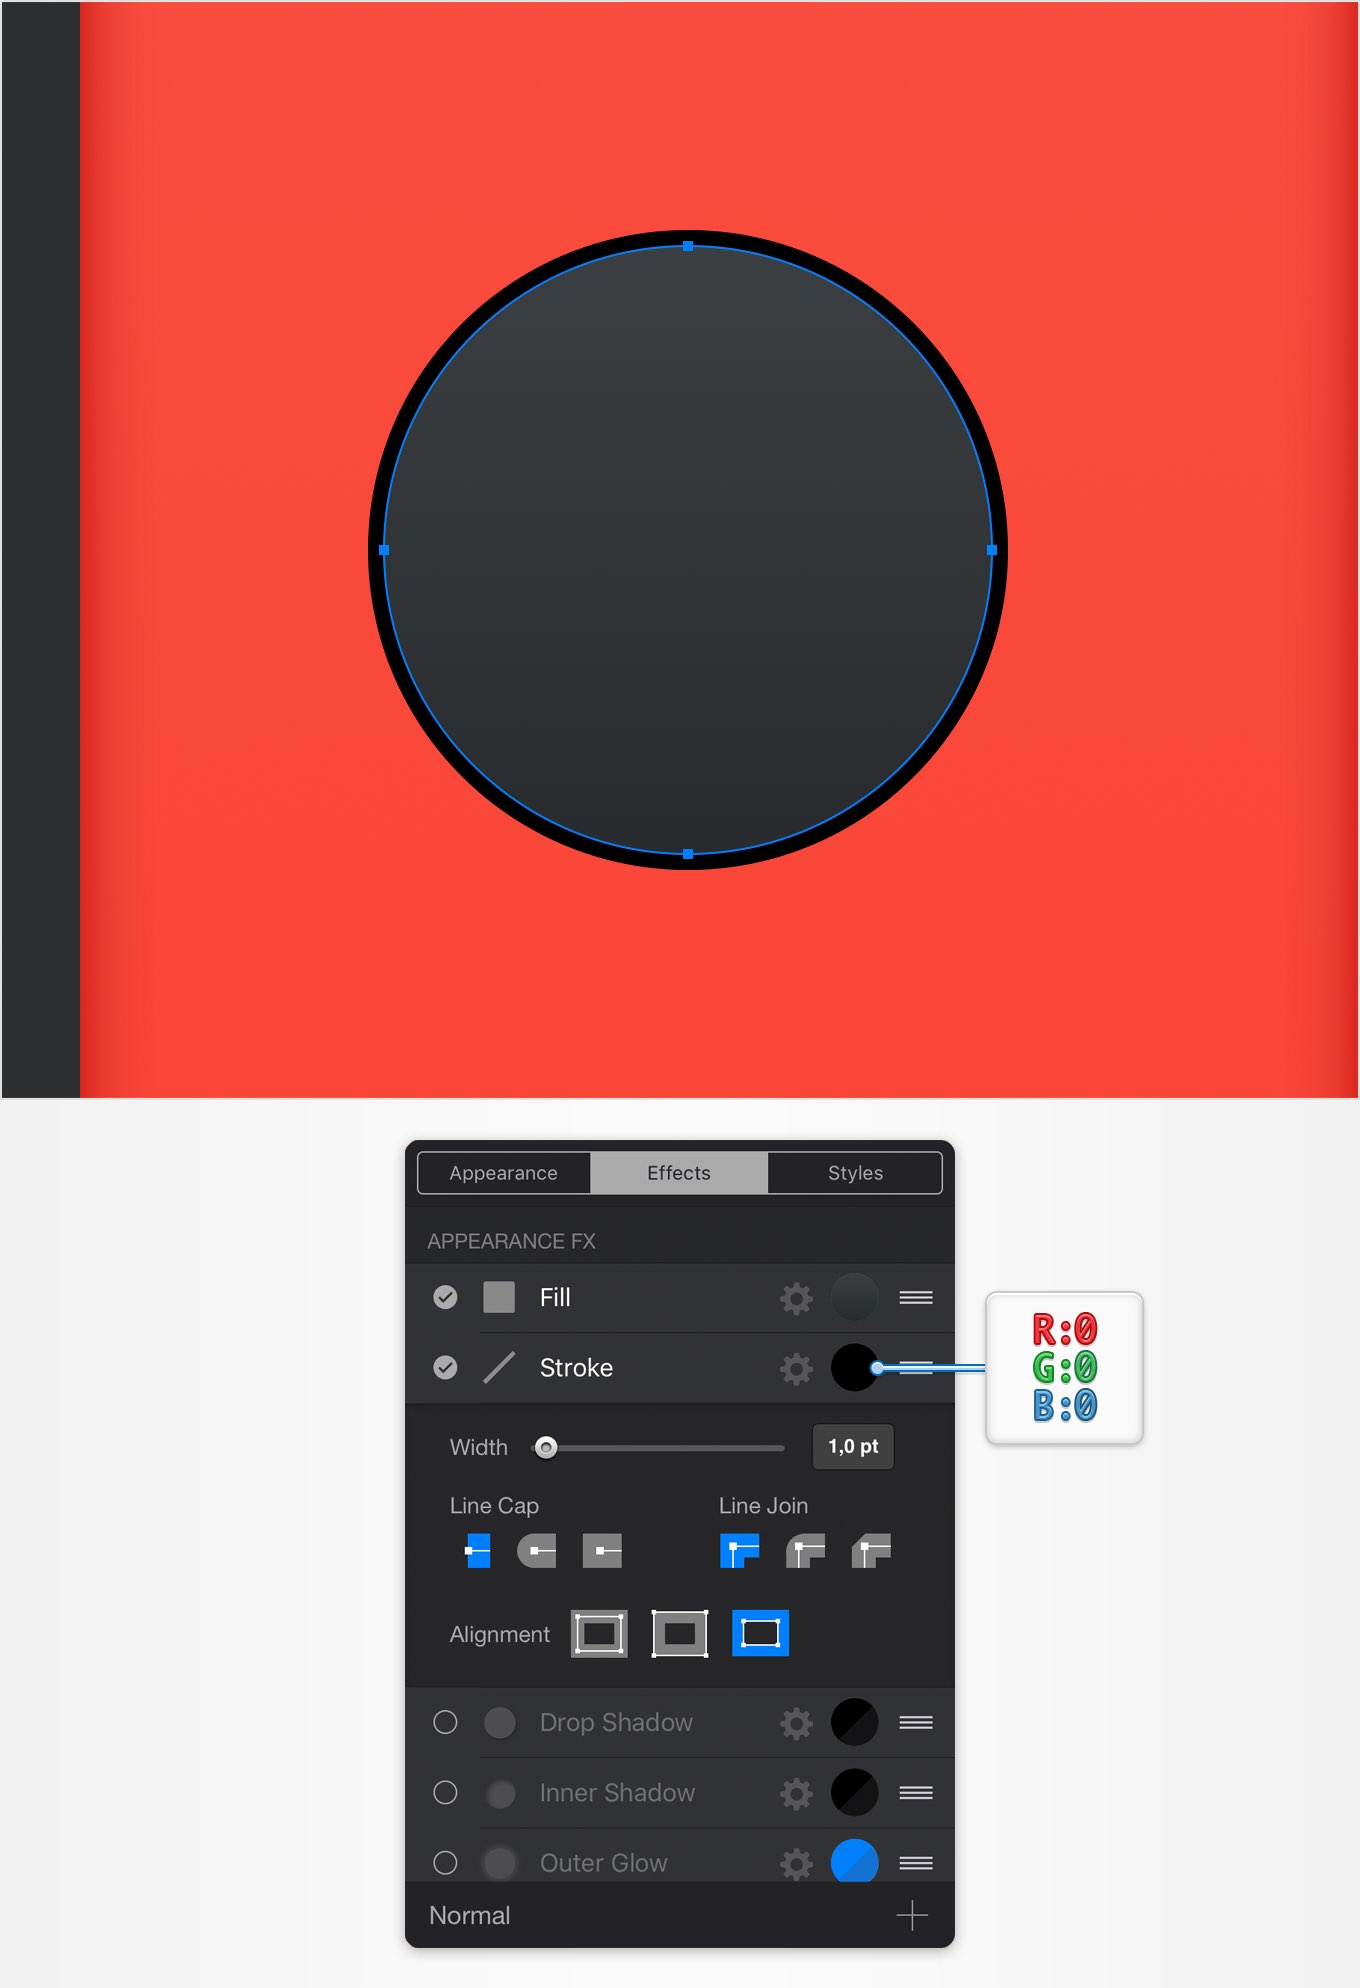 Appearance Effects Styles
APPEARANCE FX
Fill
Stroke
R:0
G:0
B:0
Width 1,0 pt
Line Cap Line Join
Alignment
Drop Shadow
Inner Shadow
Outer Glow
Normal